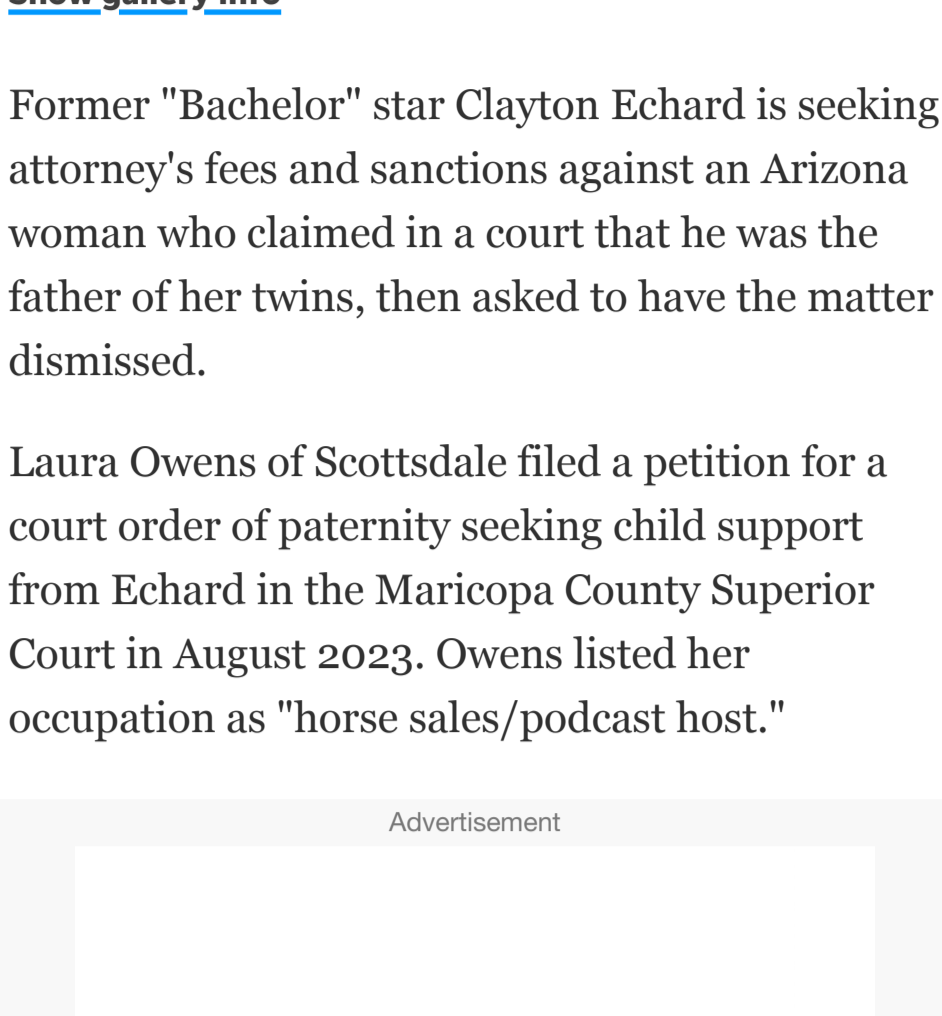 Show gallery info
Former "Bachelor" star Clayton Echard is seeking
attorney's fees and sanctions against an Arizona
woman who claimed in a court that he was the
father of her twins, then asked to have the matter
dismissed.
Laura Owens of Scottsdale filed a petition for a
court order of paternity seeking child support
from Echard in the Maricopa County Superior
Court in August 2023. Owens listed her
occupation as "horse sales/podcast host."
Advertisement